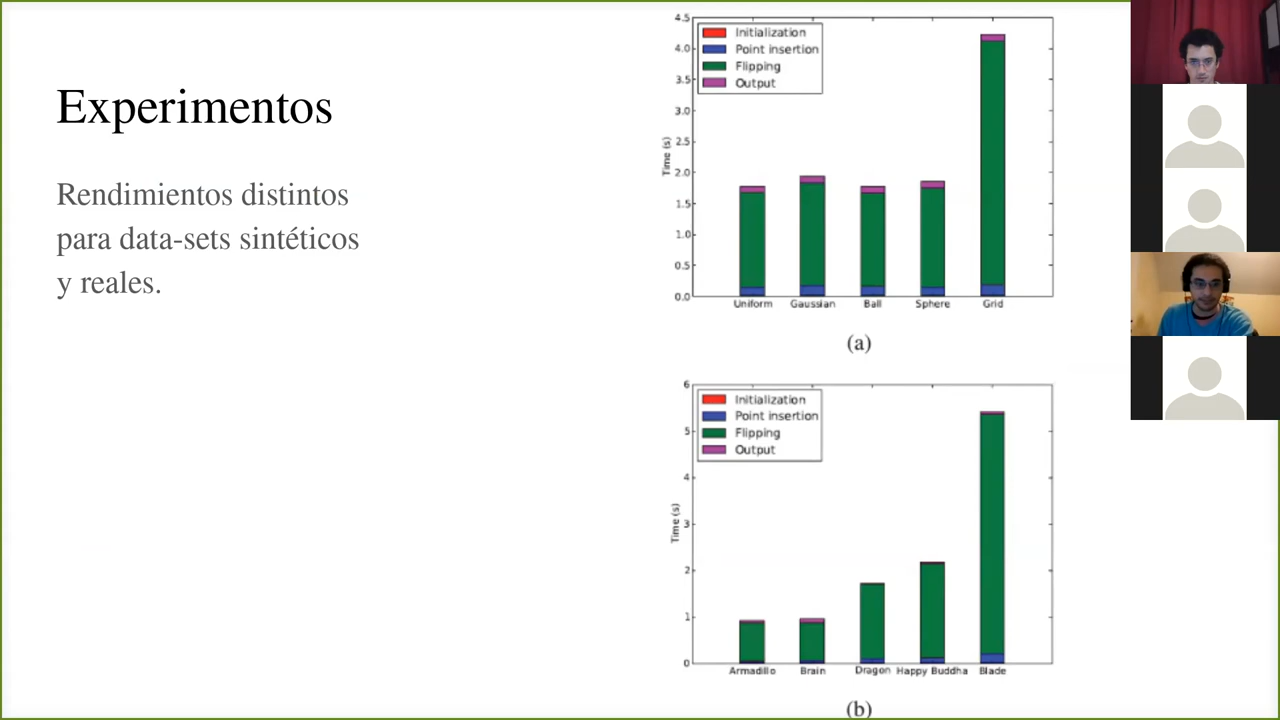 Experimentos
Rendimientos distintos
para data-sets sintéticos
y reales.
4.5
4.0
3.5
3.0
2.5
2.0
1.5
1.0
0.5
0.0
Time (s)
Initialization
Point insertion
Flipping
Output
Uniform Gaussian Ball Sphere Grid
(a)
6
5
4
3
2
1
0
Time (s)
Initialization
Point insertion
Flipping
Output
Armadillo Brain Dragon Happy Buddha Blade
(b)